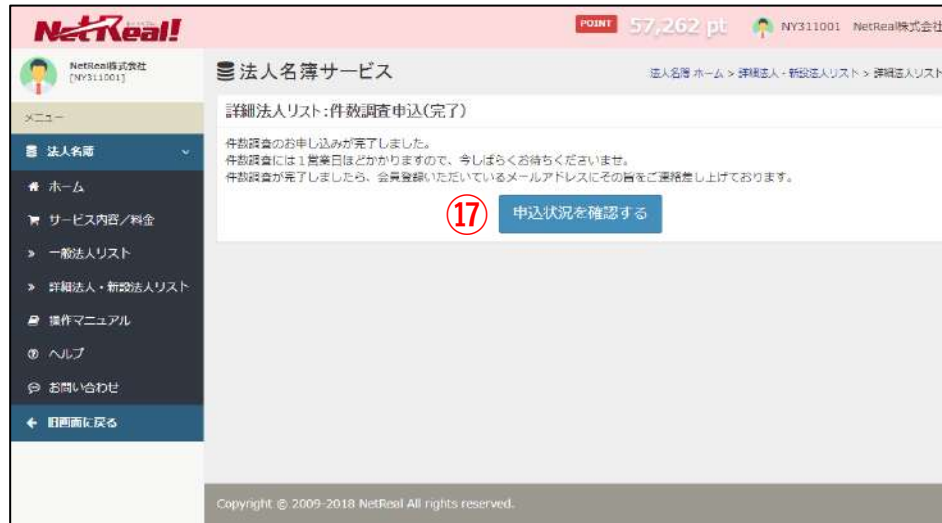 NetReal!
POINT 57,262 pt NY311001 NetReal株式会社
NetReal株式会社
[NY311001]
法人名簿サービス
法人名簿 ホーム > 詳細法人・新設法人リスト > 詳細法人リスト
メニュー
詳細法人リスト:件数調査申込(完了)
法人名簿
件数調査のお申し込みが完了しました。
件数調査には１営業日ほどかかりますので、今しばらくお待ちくださいませ。
件数調査が完了しましたら、会員登録いただいているメールアドレスにその旨をご連絡差し上げております。
⑰ 申込状況を確認する
ホーム
サービス内容／料金
一般法人リスト
詳細法人・新設法人リスト
操作マニュアル
ヘルプ
お問い合わせ
旧画面に戻る
Copyright © 2009-2018 NetReal All rights reserved.